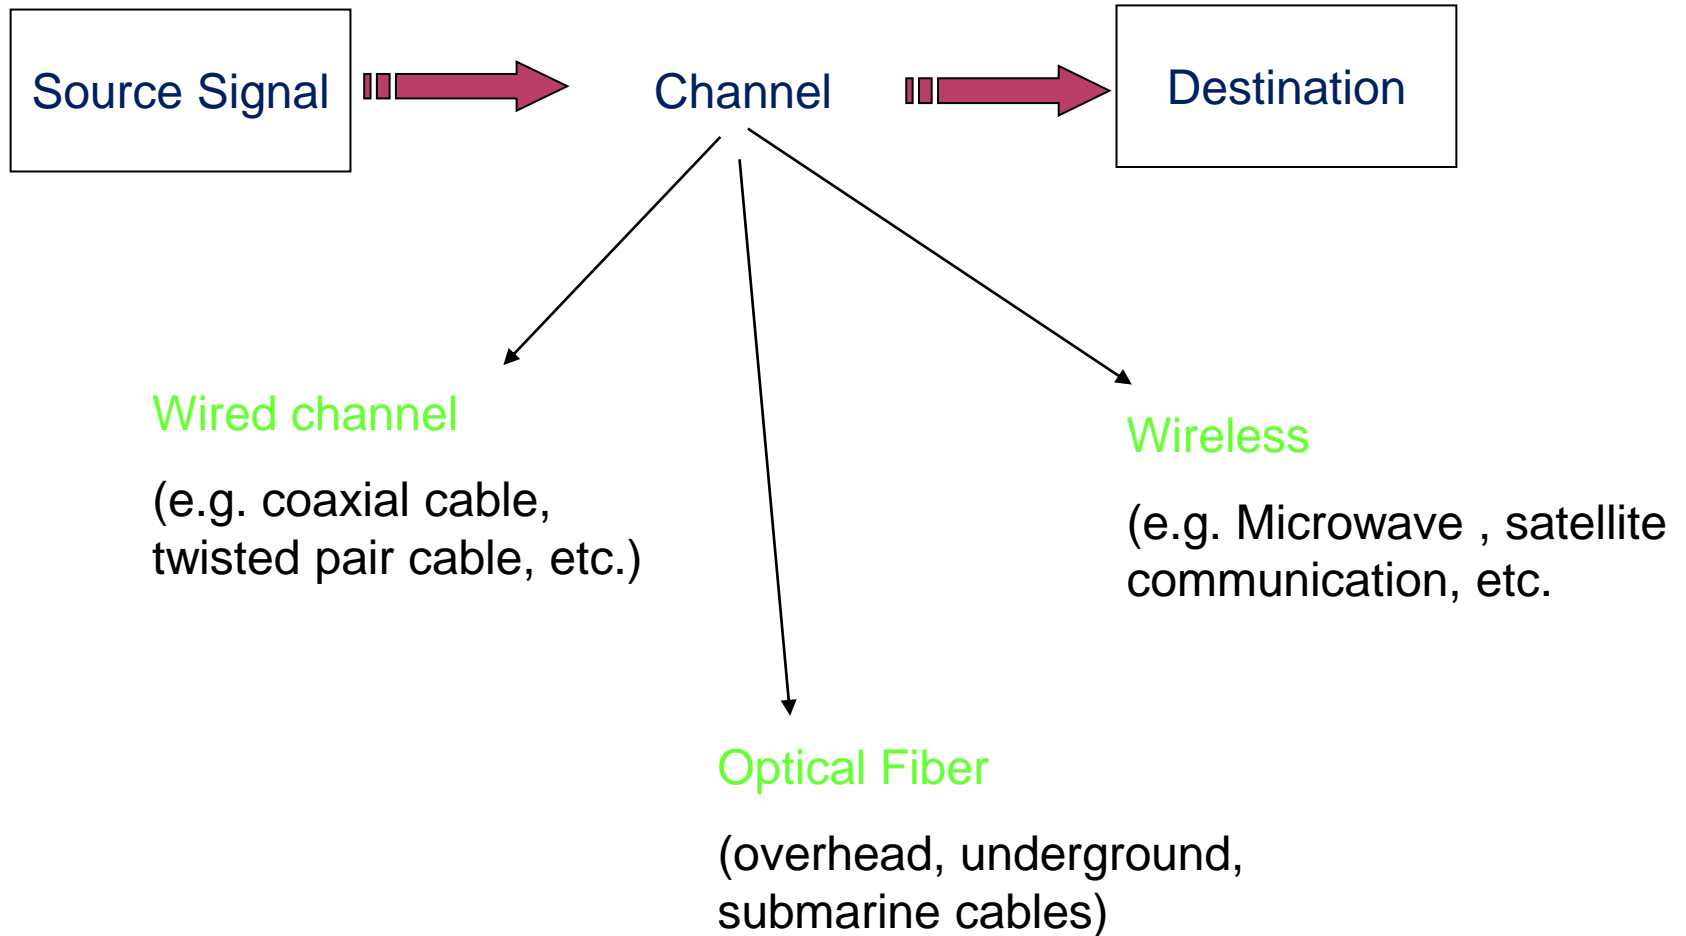 Source Signal
Channel
Destination
Wired channel
(e.g. coaxial cable,
twisted pair cable, etc.)
Wireless
(e.g. Microwave , satellite
communication, etc.
Optical Fiber
(overhead, underground,
submarine cables)